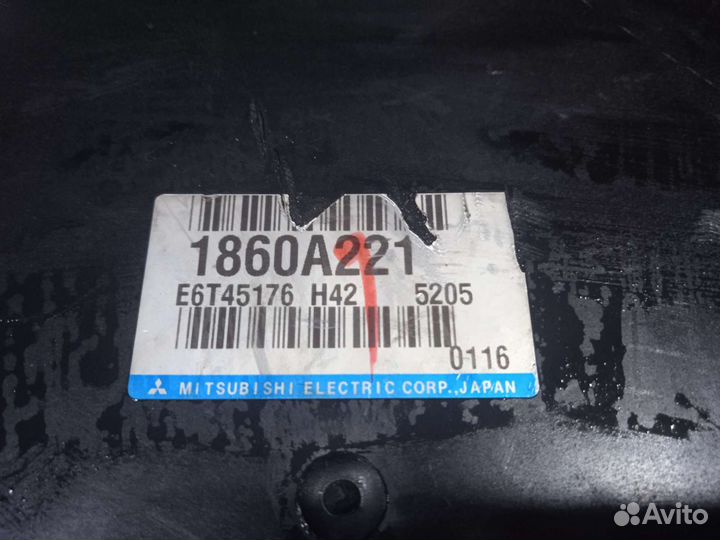 1860A221
E6T45176 H42 5205
0116
MITSUBISHI ELECTRIC CORP., JAPAN
Avito